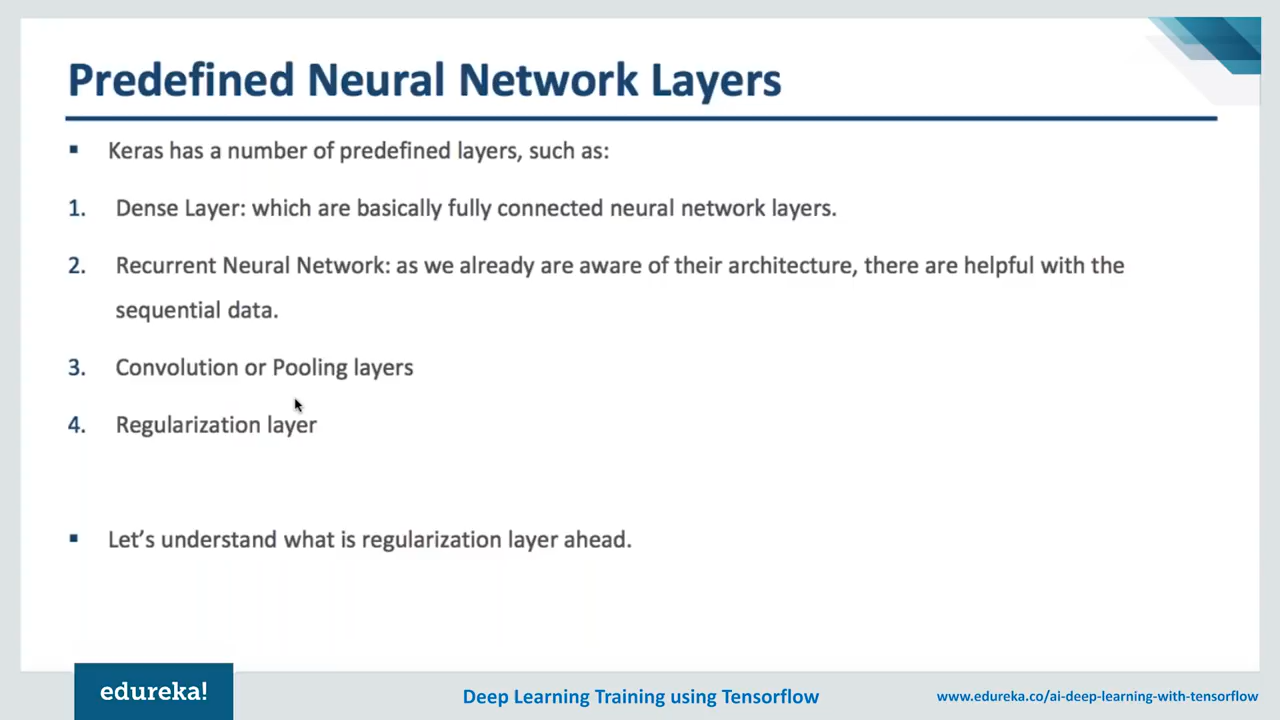 Predefined Neural Network Layers
▪ Keras has a number of predefined layers, such as:
1. Dense Layer: which are basically fully connected neural network layers.
2. Recurrent Neural Network: as we already are aware of their architecture, there are helpful with the
sequential data.
3. Convolution or Pooling layers
4. Regularization layer
▪ Let's understand what is regularization layer ahead.
edureka!
Deep Learning Training using Tensorflow
www.edureka.co/ai-deep-learning-with-tensorflow